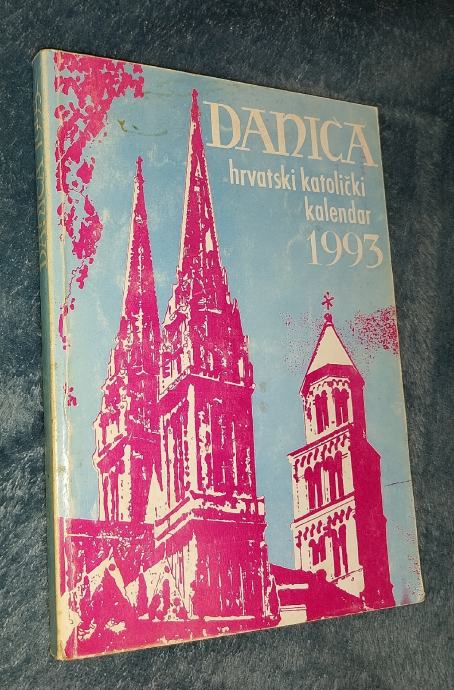 DANICA
hrvatski katolički
kalendar
1993